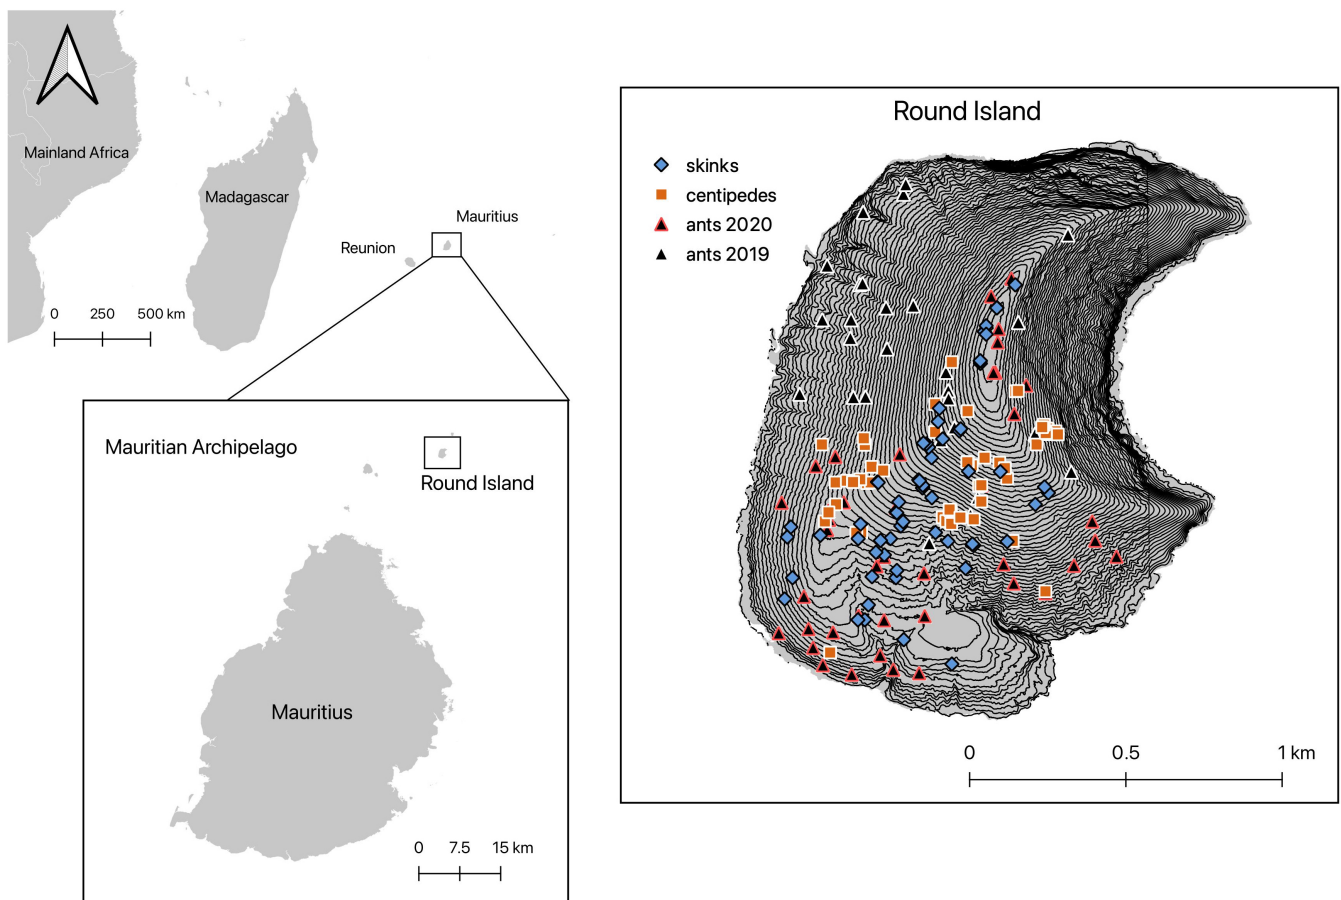 Mainland Africa
Madagascar
Mauritius
Reunion
0 250 500 km
Mauritian Archipelago
Round Island
Mauritius
0 7.5 15 km
Round Island
skinks
centipedes
ants 2020
ants 2019
0 0.5 1 km